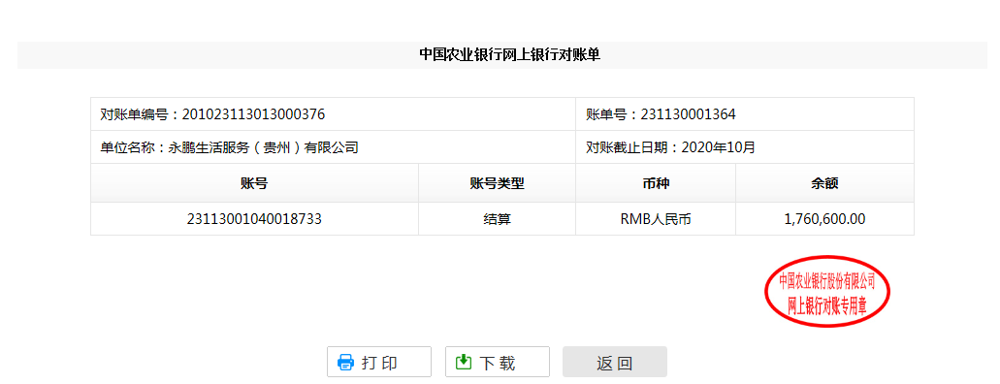 中国农业银行网上银行对账单
对账单编号：201023113013000376 账单号：231130001364
单位名称：永鹏生活服务（贵州）有限公司 对账截止日期：2020年10月
账号 账号类型 币种 余额
23113001040018733 结算 RMB人民币 1,760,600.00
中国农业银行股份有限公司
网上银行对账专用章
打印 下载 返回